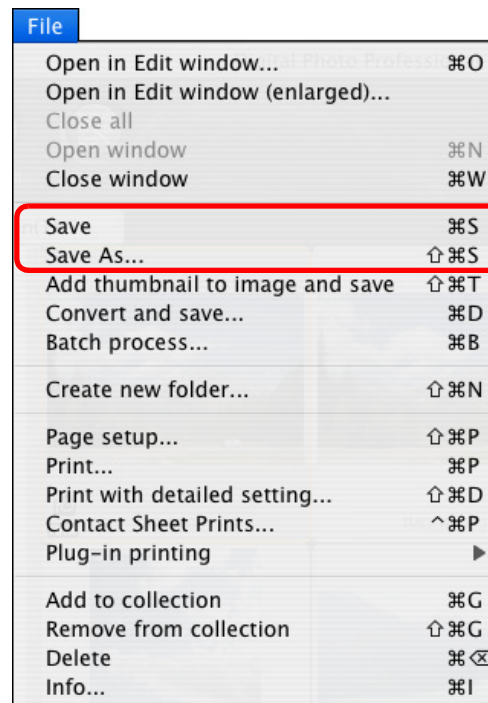 File
Open in Edit window... ⌘O
Open in Edit window (enlarged)...
Close all
Open window ⌘N
Close window ⌘W
Save ⌘S
Save As... ⇧⌘S
Add thumbnail to image and save ⇧⌘T
Convert and save... ⌘D
Batch process... ⌘B
Create new folder... ⇧⌘N
Page setup... ⇧⌘P
Print... ⌘P
Print with detailed setting... ⇧⌘D
Contact Sheet Prints... ^⌘P
Plug-in printing ▶
Add to collection ⌘G
Remove from collection ⇧⌘G
Delete ⌘⌫
Info... ⌘I